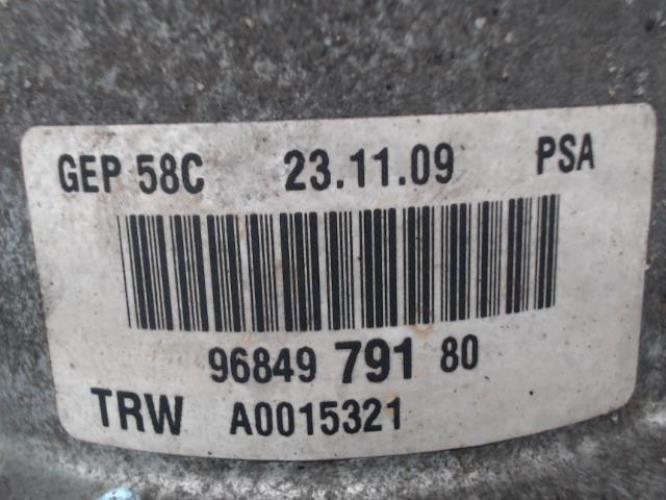 GEP 58C 23.11.09 PSA
96849 791 80
TRW A0015321